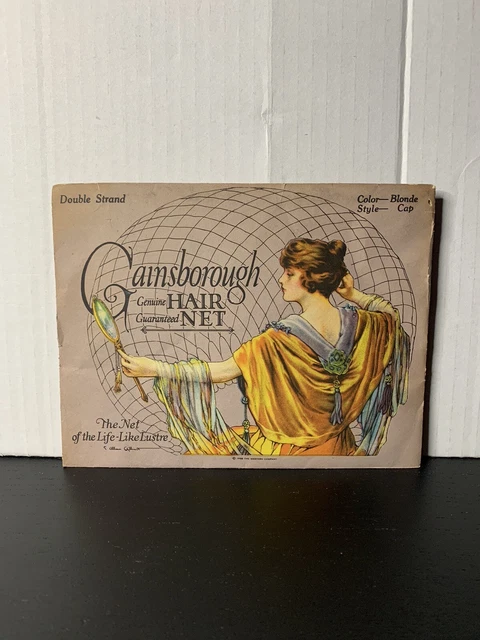 Double Strand
Color—Blonde
Style— Cap
Gainsborough
Genuine HAIR
Guaranteed NET
The Net
of the Life-Like Lustre